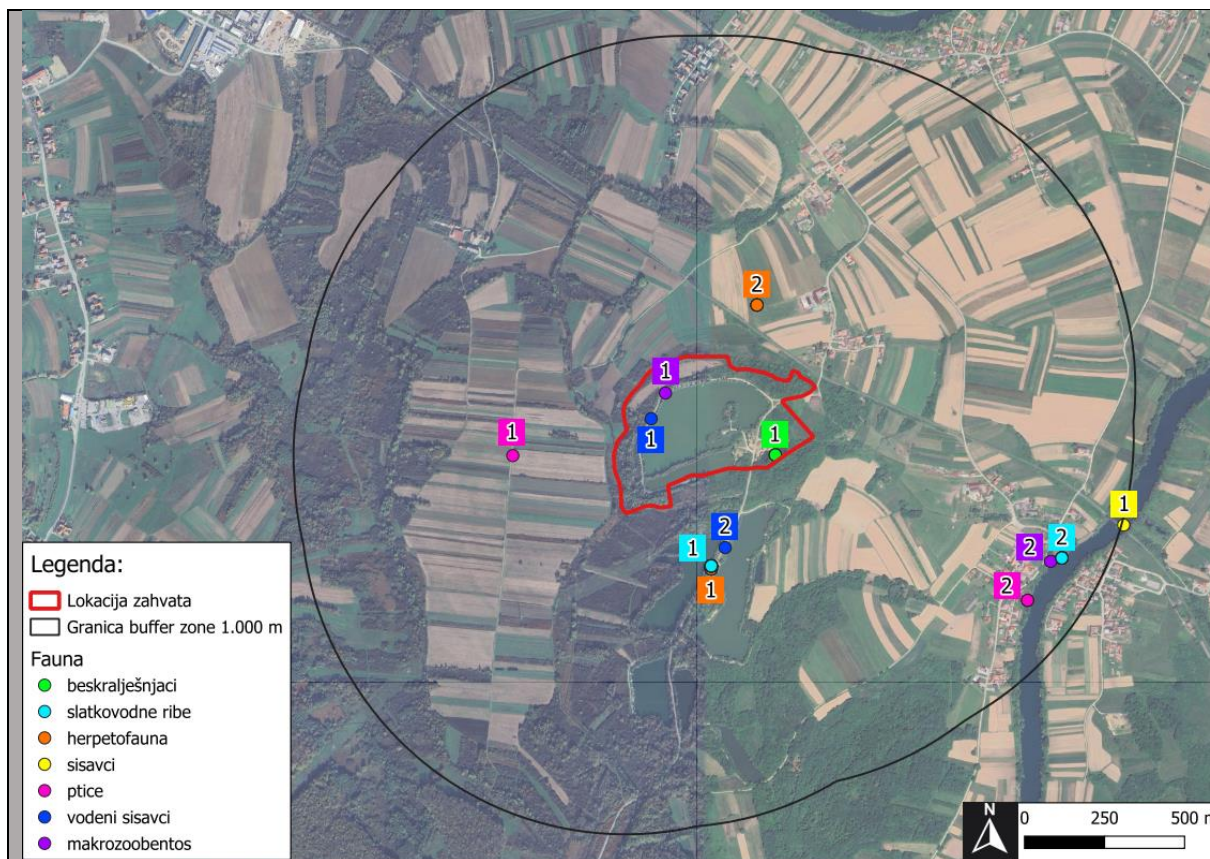 2
1
1
1
1
2
1
1
2
2
2
1
Legenda:
Lokacija zahvata
Granica buffer zone 1.000 m
Fauna
beskralješnjaci
slatkovodne ribe
herpetofauna
sisavci
ptice
vodeni sisavci
makrozoobentos
N
0 250 500 m